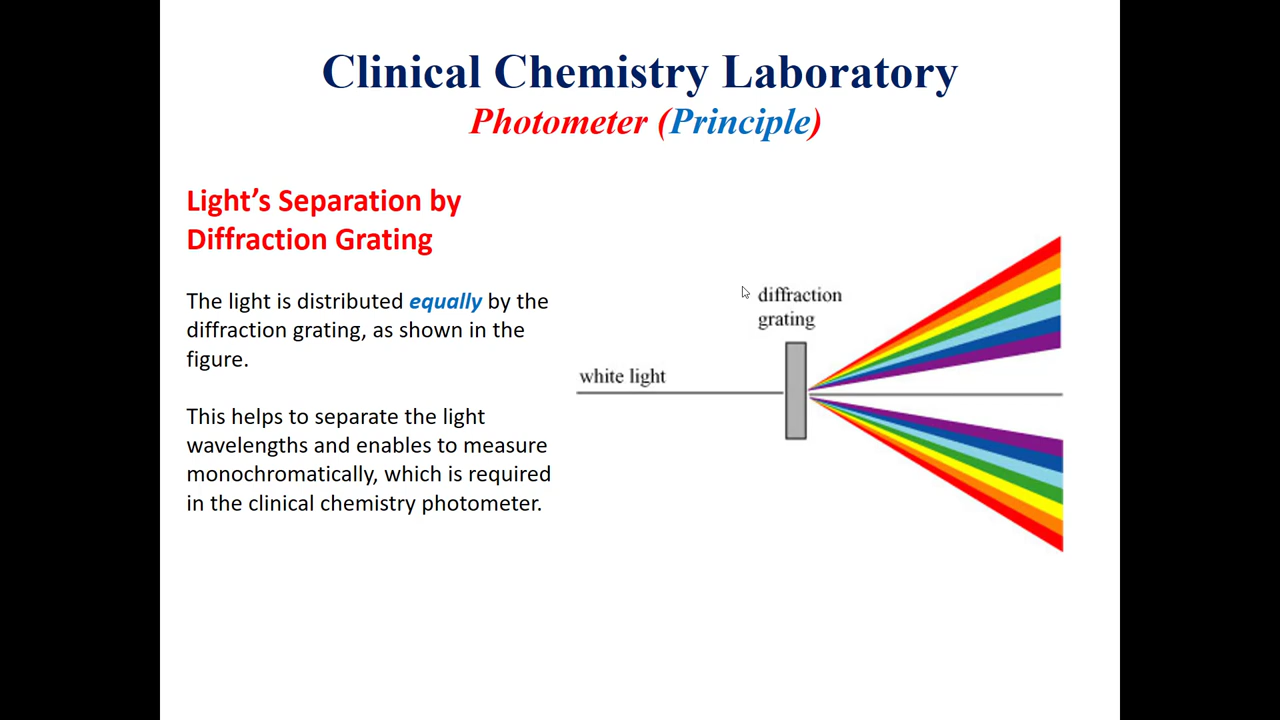 Clinical Chemistry Laboratory
Photometer (Principle)
Light’s Separation by
Diffraction Grating
The light is distributed equally by the
diffraction grating, as shown in the
figure.
This helps to separate the light
wavelengths and enables to measure
monochromatically, which is required
in the clinical chemistry photometer.
diffraction
grating
white light